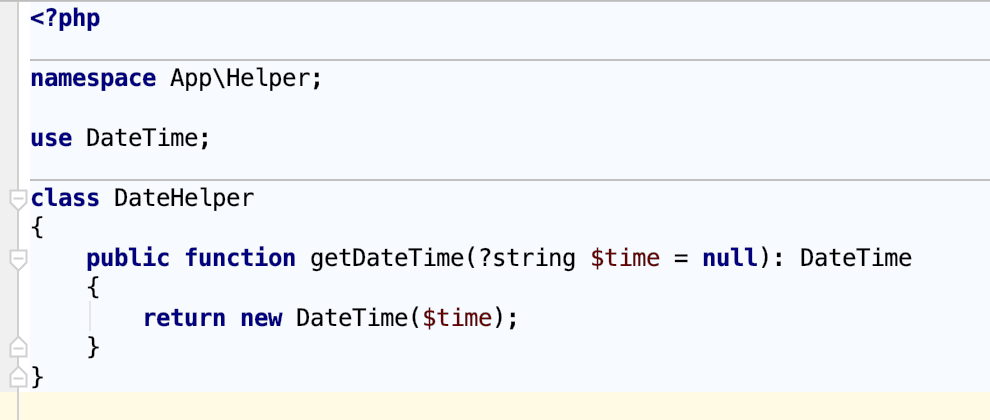 <?php
namespace App\Helper;
use DateTime;
class DateHelper
{
    public function getDateTime(?string $time = null): DateTime
    {
        return new DateTime($time);
    }
}